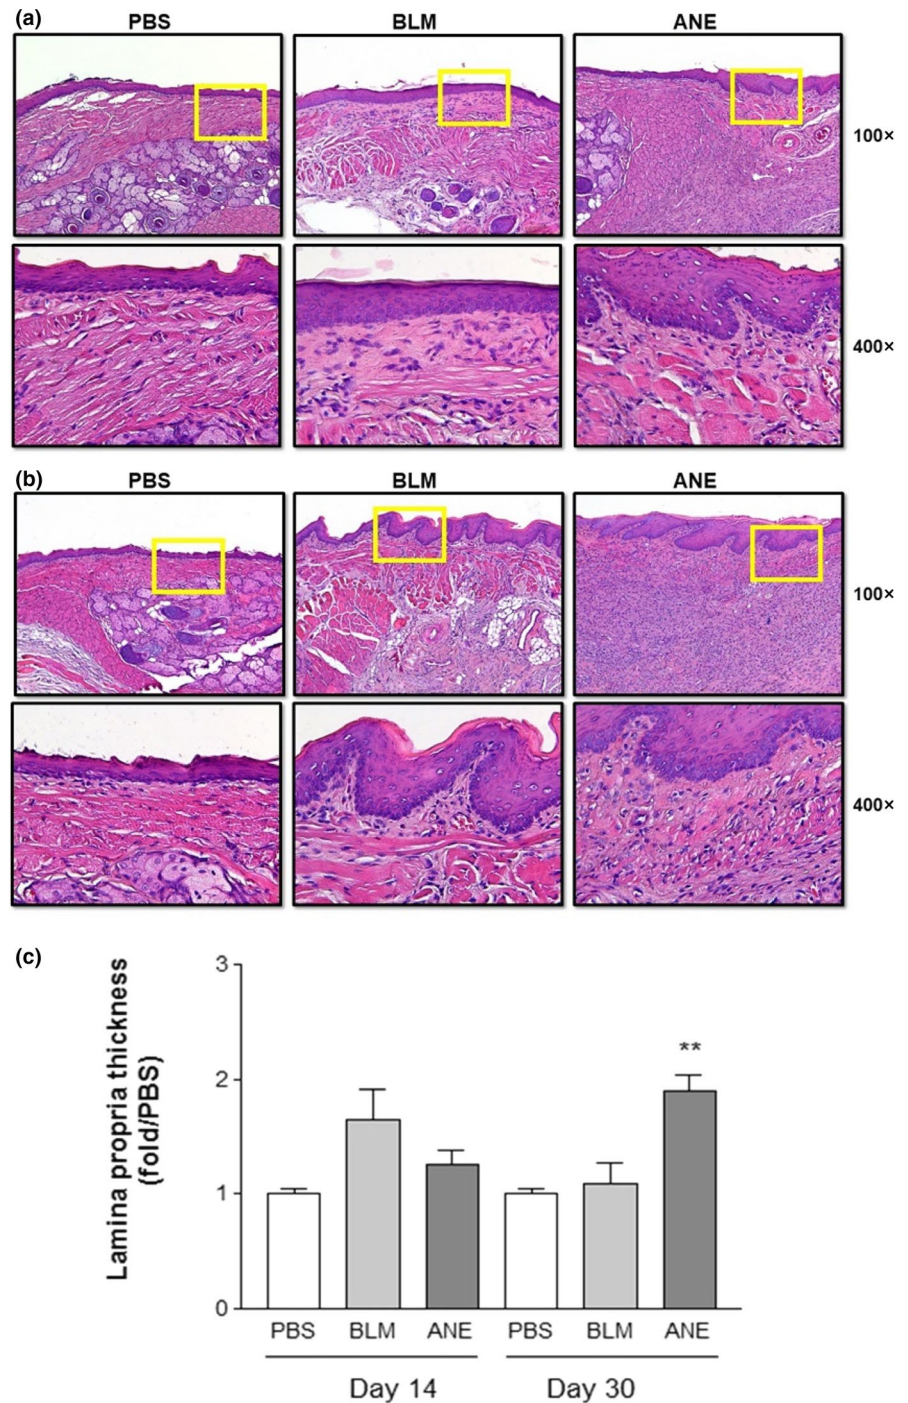 (a)
PBS BLM ANE
100×
400×
(b)
PBS BLM ANE
100×
400×
(c)
Lamina propria thickness
(fold/PBS)
3
2
1
0
**
PBS BLM ANE PBS BLM ANE
Day 14 Day 30